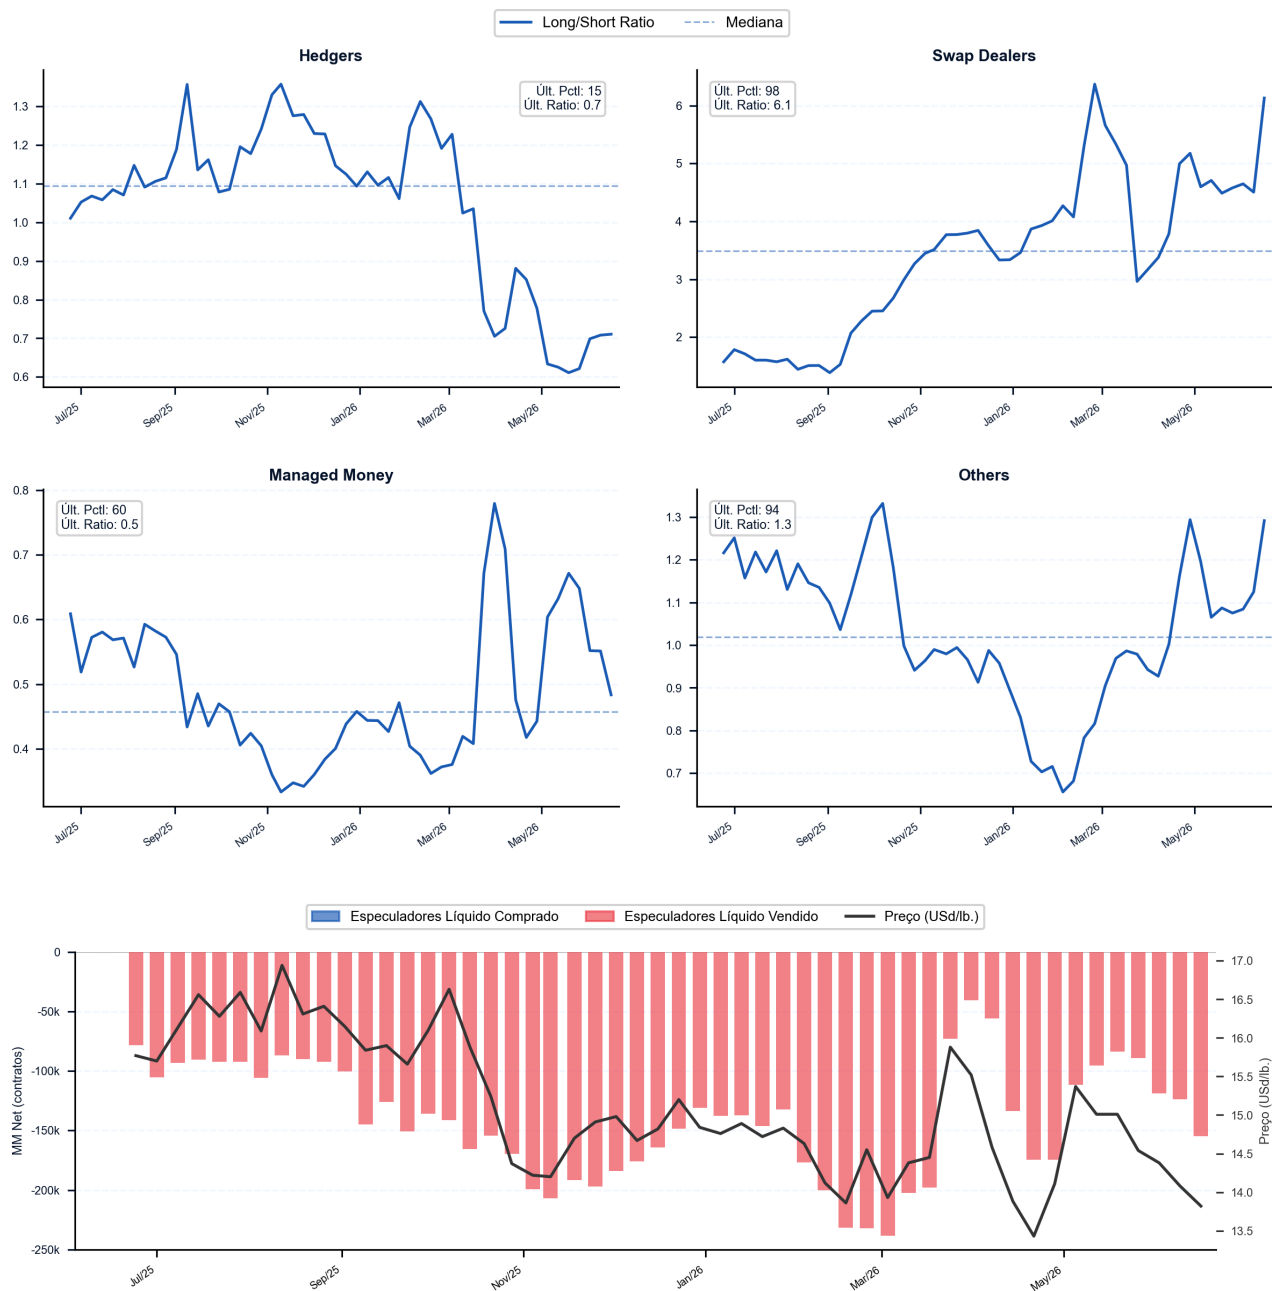 Long/Short Ratio Mediana
Hedgers
Últ. Pctl: 15
Últ. Ratio: 0.7
1.3
1.2
1.1
1.0
0.9
0.8
0.7
0.6
Jul/25 Sep/25 Nov/25 Jan/26 Mar/26 May/26
Swap Dealers
Últ. Pctl: 98
Últ. Ratio: 6.1
6
5
4
3
2
Jul/25 Sep/25 Nov/25 Jan/26 Mar/26 May/26
Managed Money
Últ. Pctl: 60
Últ. Ratio: 0.5
0.8
0.7
0.6
0.5
0.4
Jul/25 Sep/25 Nov/25 Jan/26 Mar/26 May/26
Others
Últ. Pctl: 94
Últ. Ratio: 1.3
1.3
1.2
1.1
1.0
0.9
0.8
0.7
Jul/25 Sep/25 Nov/25 Jan/26 Mar/26 May/26
Especuladores Líquido Comprado Especuladores Líquido Vendido Preço (USd/lb.)
MM Net (contratos)
0
-50k
-100k
-150k
-200k
-250k
17.0
16.5
16.0
15.5
15.0
14.5
14.0
13.5
Preço (USd/lb.)
Jul/25 Sep/25 Nov/25 Jan/26 Mar/26 May/26